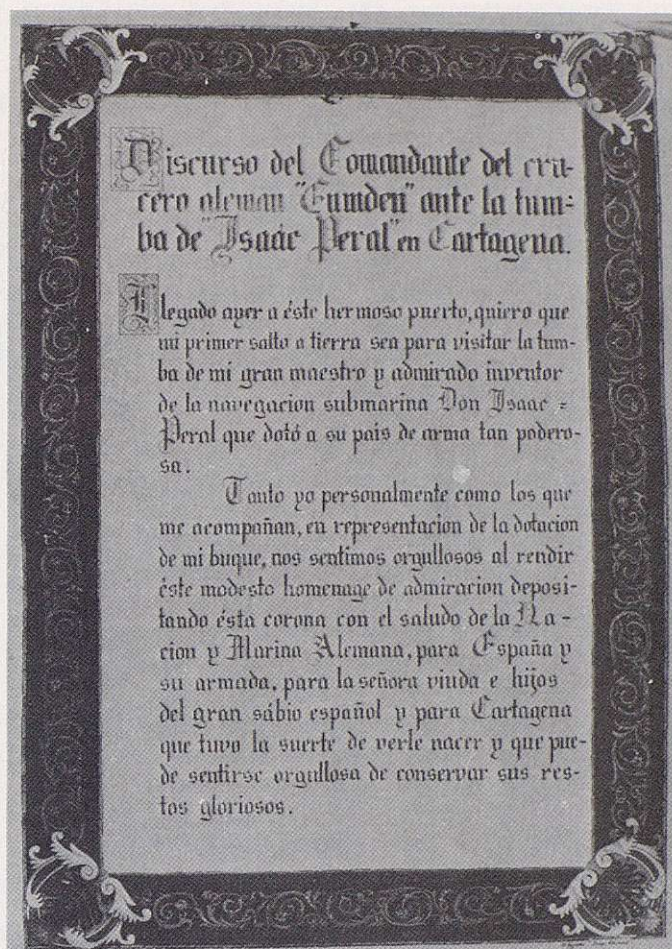 Discurso del Comandante del cru-
cero aleman "Eumden" ante la tum=
ba de "Isaác Peral" en Cartagena.
Llegado ayer a éste hermoso puerto, quiero que
mi primer salto a tierra sea para visitar la tum-
ba de mi gran maestro y admirado inventor
de la navegacion submarina Don Isaac =
Peral que dotó a su pais de arma tan podero-
sa.
Tanto yo personalmente como los que
me acompañan, en representacion de la dotacion
de mi buque, nos sentimos orgullosos al rendir
éste modesto homenage de admiracion deposi-
tando ésta corona con el saludo de la Na-
cion y Marina Alemana, para España y
su armada, para la señora viuda e hijos
del gran sábio español y para Cartagena
que tuvo la suerte de verle nacer y que pue-
de sentirse orgullosa de conservar sus res-
tos gloriosos.